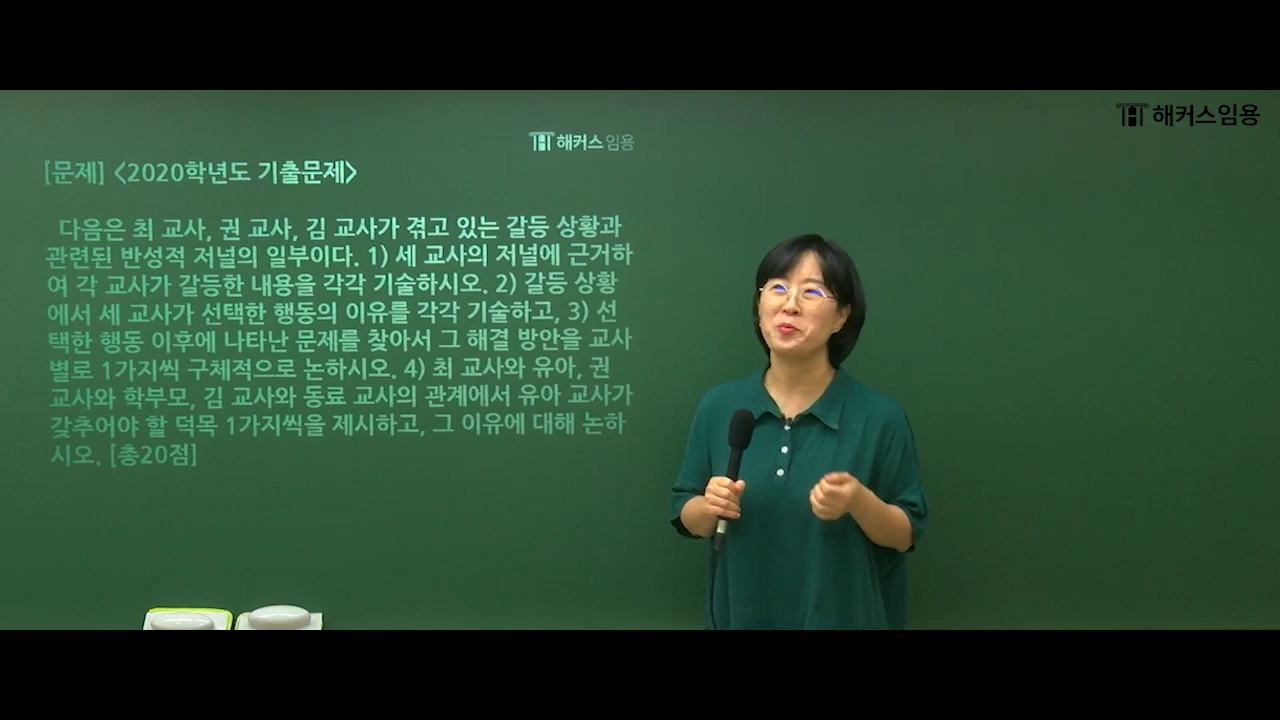 해커스임용
해커스임용
[문제] <2020학년도 기출문제>
다음은 최 교사, 권 교사, 김 교사가 겪고 있는 갈등 상황과
관련된 반성적 저널의 일부이다. 1) 세 교사의 저널에 근거하
여 각 교사가 갈등한 내용을 각각 기술하시오. 2) 갈등 상황
에서 세 교사가 선택한 행동의 이유를 각각 기술하고, 3) 선
택한 행동 이후에 나타난 문제를 찾아서 그 해결 방안을 교사
별로 1가지씩 구체적으로 논하시오. 4) 최 교사와 유아, 권
교사와 학부모, 김 교사와 동료 교사의 관계에서 유아 교사가
갖추어야 할 덕목 1가지씩을 제시하고, 그 이유에 대해 논하
시오. [총20점]